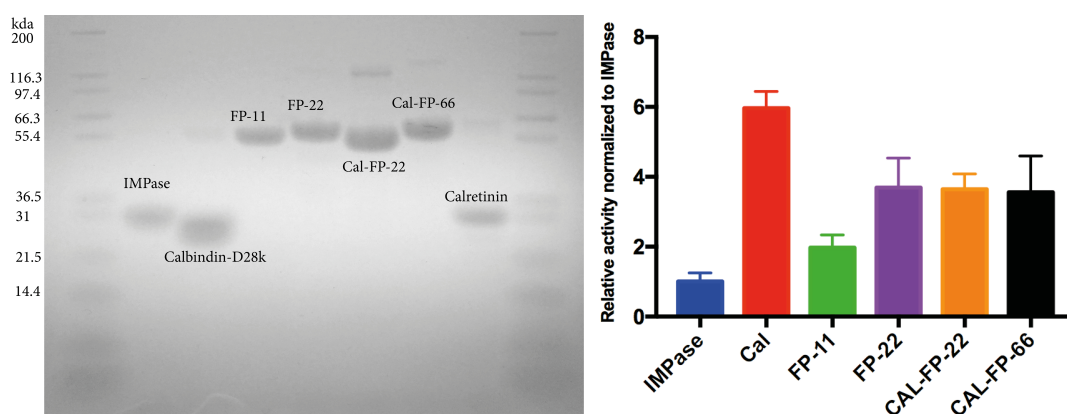 kda
200
116.3
97.4
66.3
55.4
36.5
31
21.5
14.4
IMPase
Calbindin-D28k
FP-11
FP-22
Cal-FP-22
Cal-FP-66
Calretinin
Relative activity normalized to IMPase
8
6
4
2
0
IMPase
Cal
FP-11
FP-22
CAL-FP-22
CAL-FP-66